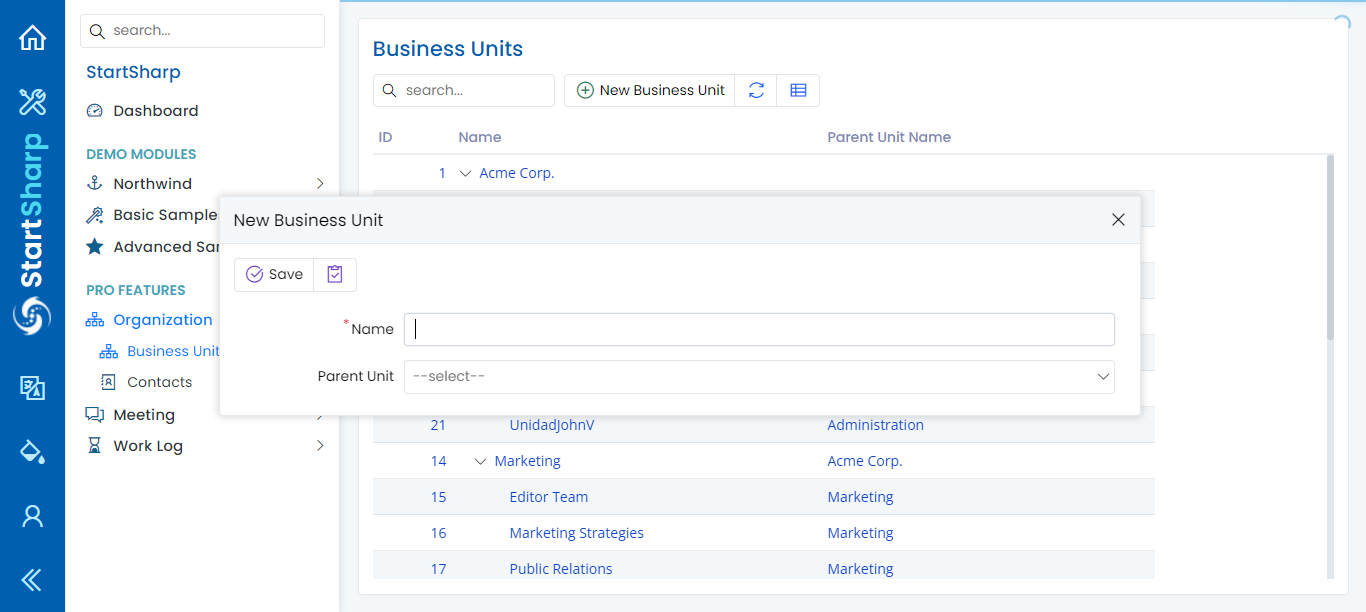 StartSharp
search...
StartSharp
Dashboard
DEMO MODULES
Northwind
Basic Sample
Advanced Sar
PRO FEATURES
Organization
Business Unit
Contacts
Meeting
Work Log
Business Units
search...
New Business Unit
ID Name Parent Unit Name
1 Acme Corp.
New Business Unit
Save
* Name
Parent Unit --select--
21 UnidadJohnV Administration
14 Marketing Acme Corp.
15 Editor Team Marketing
16 Marketing Strategies Marketing
17 Public Relations Marketing